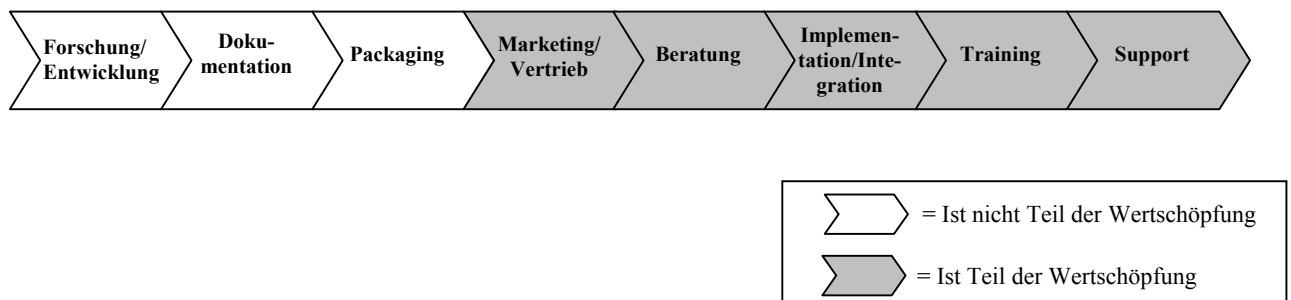 Forschung/
Entwicklung
Doku-
mentation
Packaging
Marketing/
Vertrieb
Beratung
Implemen-
tation/Inte-
gration
Training
Support
= Ist nicht Teil der Wertschöpfung
= Ist Teil der Wertschöpfung